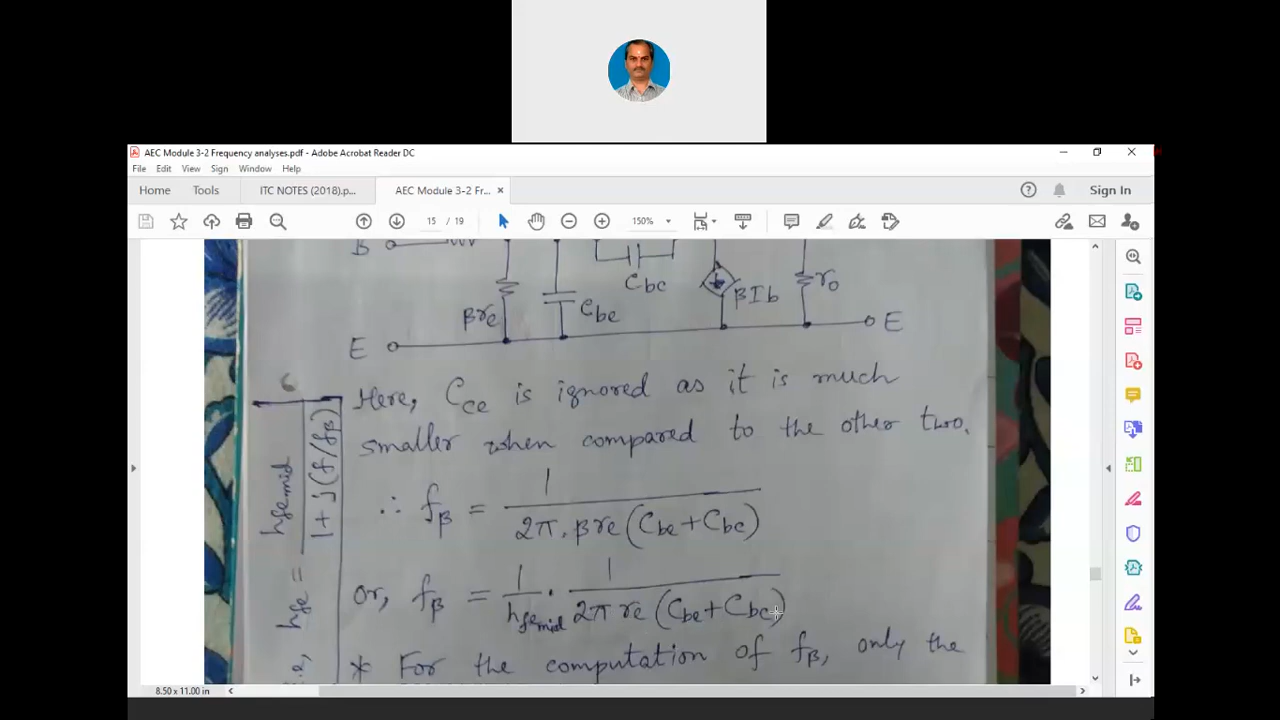 AEC Module 3-2 Frequency analyses.pdf - Adobe Acrobat Reader DC
File Edit View Sign Window Help
Home Tools ITC NOTES (2018).p... AEC Module 3-2 Fr... × Sign In
15 / 19 150%
B
Cbc
βre Cbe βIb ro
E E
6
Here, Cce is ignored as it is much
smaller when compared to the other two.
∴ fβ = 1 / 2π.βre (Cbe+Cbc)
or, fβ = 1/hfemid . 1 / 2π re (Cbe+Cbc)
* For the computation of fβ, only the
hfe = hfemid / 1+j(f/fβ)
8.50 x 11.00 in